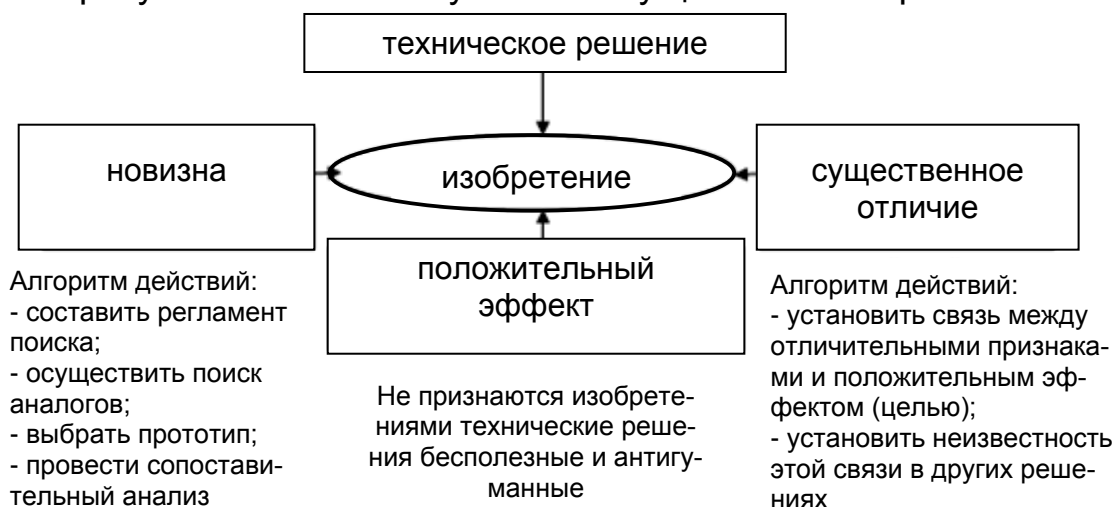 техническое решение
новизна
изобретение
существенное
отличие
положительный
эффект
Алгоритм действий:
- составить регламент
поиска;
- осуществить поиск
аналогов;
- выбрать прототип;
- провести сопостави-
тельный анализ
Не признаются изобрете-
ниями технические реше-
ния бесполезные и антигу-
манные
Алгоритм действий:
- установить связь между
отличительными признака-
ми и положительным эф-
фектом (целью);
- установить неизвестность
этой связи в других реше-
ниях